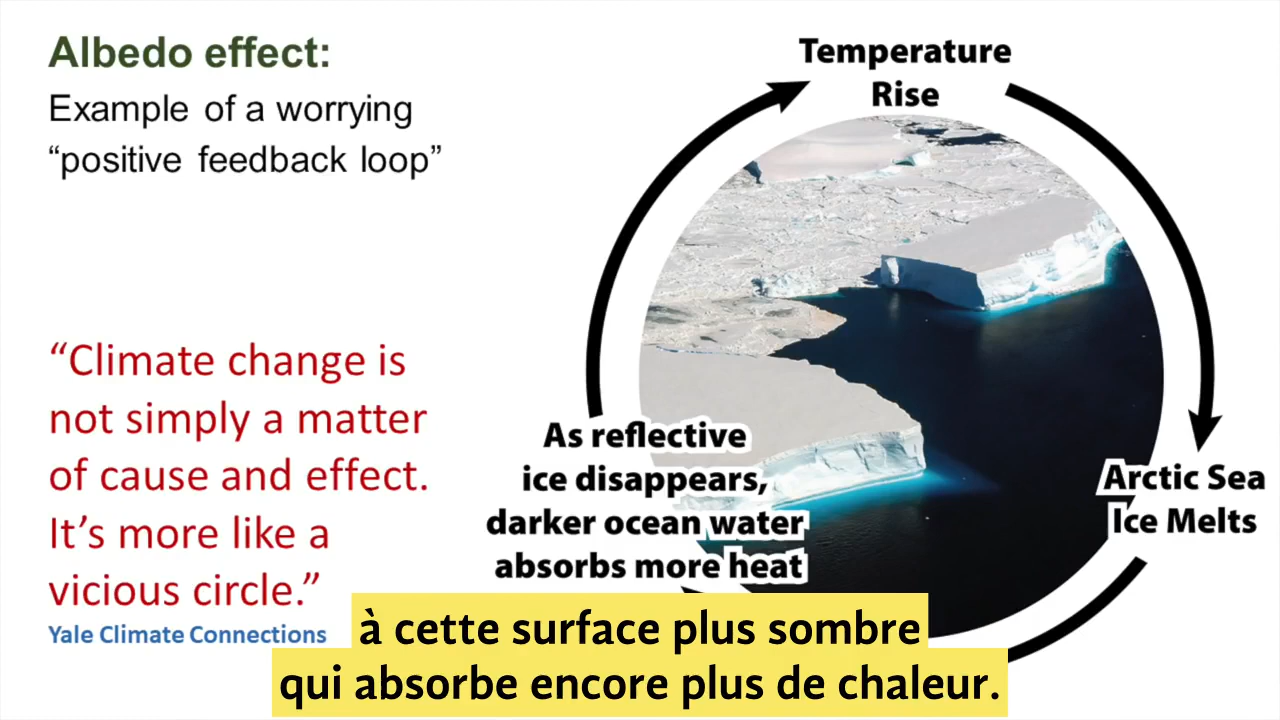 Albedo effect:
Example of a worrying
“positive feedback loop”
“Climate change is
not simply a matter
of cause and effect.
It’s more like a
vicious circle.”
Yale Climate Connections
Temperature
Rise
Arctic Sea
Ice Melts
As reflective
ice disappears,
darker ocean water
absorbs more heat
à cette surface plus sombre
qui absorbe encore plus de chaleur.